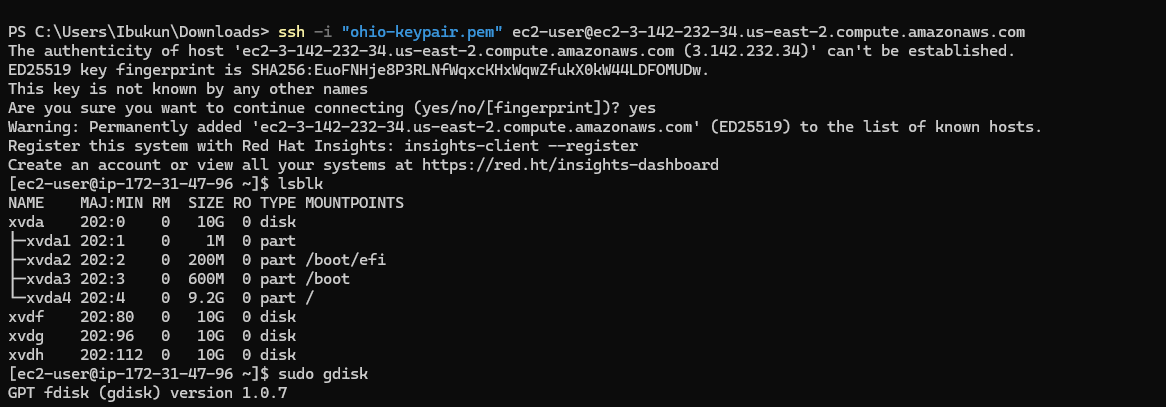 PS C:\Users\Ibukun\Downloads> ssh -i "ohio-keypair.pem" ec2-user@ec2-3-142-232-34.us-east-2.compute.amazonaws.com
The authenticity of host 'ec2-3-142-232-34.us-east-2.compute.amazonaws.com (3.142.232.34)' can't be established.
ED25519 key fingerprint is SHA256:EuoFNHje8P3RLNfWqxcKHxWqwZfukX0kW44LDFOMUDw.
This key is not known by any other names
Are you sure you want to continue connecting (yes/no/[fingerprint])? yes
Warning: Permanently added 'ec2-3-142-232-34.us-east-2.compute.amazonaws.com' (ED25519) to the list of known hosts.
Register this system with Red Hat Insights: insights-client --register
Create an account or view all your systems at https://red.ht/insights-dashboard
[ec2-user@ip-172-31-47-96 ~]$ lsblk
NAME    MAJ:MIN RM  SIZE RO TYPE MOUNTPOINTS
xvda    202:0    0   10G  0 disk
├─xvda1 202:1    0    1M  0 part
├─xvda2 202:2    0  200M  0 part /boot/efi
├─xvda3 202:3    0  600M  0 part /boot
└─xvda4 202:4    0  9.2G  0 part /
xvdf    202:80   0   10G  0 disk
xvdg    202:96   0   10G  0 disk
xvdh    202:112  0   10G  0 disk
[ec2-user@ip-172-31-47-96 ~]$ sudo gdisk
GPT fdisk (gdisk) version 1.0.7